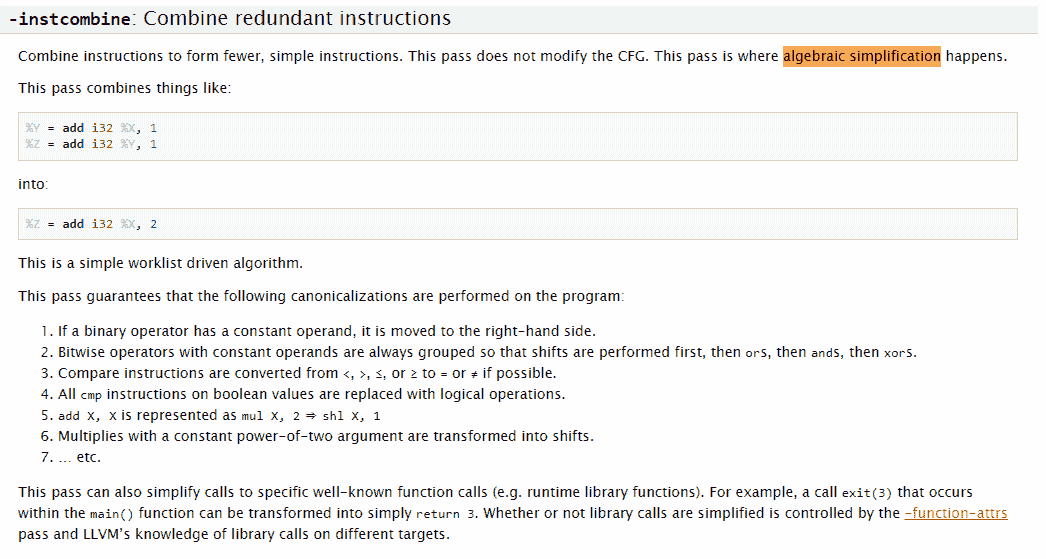 -instcombine: Combine redundant instructions
Combine instructions to form fewer, simple instructions. This pass does not modify the CFG. This pass is where algebraic simplification happens.
This pass combines things like:
%Y = add i32 %X, 1
%Z = add i32 %Y, 1
into:
%Z = add i32 %X, 2
This is a simple worklist driven algorithm.
This pass guarantees that the following canonicalizations are performed on the program:
1. If a binary operator has a constant operand, it is moved to the right-hand side.
2. Bitwise operators with constant operands are always grouped so that shifts are performed first, then ors, then ands, then xors.
3. Compare instructions are converted from <, >, ≤, or ≥ to = or ≠ if possible.
4. All cmp instructions on boolean values are replaced with logical operations.
5. add X, X is represented as mul X, 2 ⇒ shl X, 1
6. Multiplies with a constant power-of-two argument are transformed into shifts.
7. … etc.
This pass can also simplify calls to specific well-known function calls (e.g. runtime library functions). For example, a call exit(3) that occurs
within the main() function can be transformed into simply return 3. Whether or not library calls are simplified is controlled by the -function-attrs
pass and LLVM's knowledge of library calls on different targets.